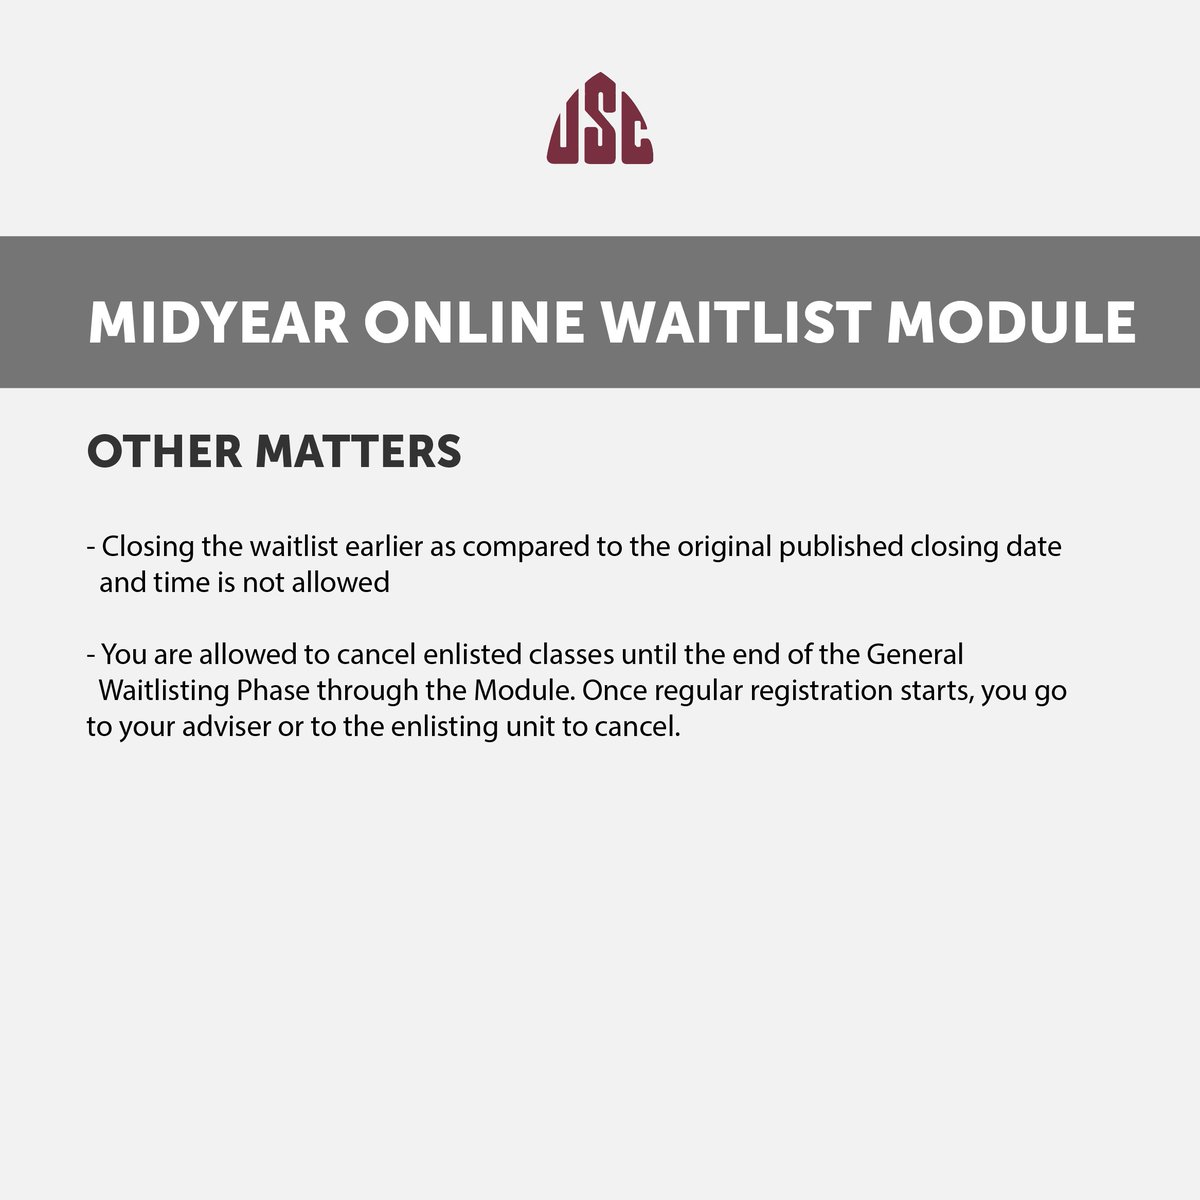 USC
MIDYEAR ONLINE WAITLIST MODULE
OTHER MATTERS
- Closing the waitlist earlier as compared to the original published closing date
and time is not allowed
- You are allowed to cancel enlisted classes until the end of the General
Waitlisting Phase through the Module. Once regular registration starts, you go
to your adviser or to the enlisting unit to cancel.